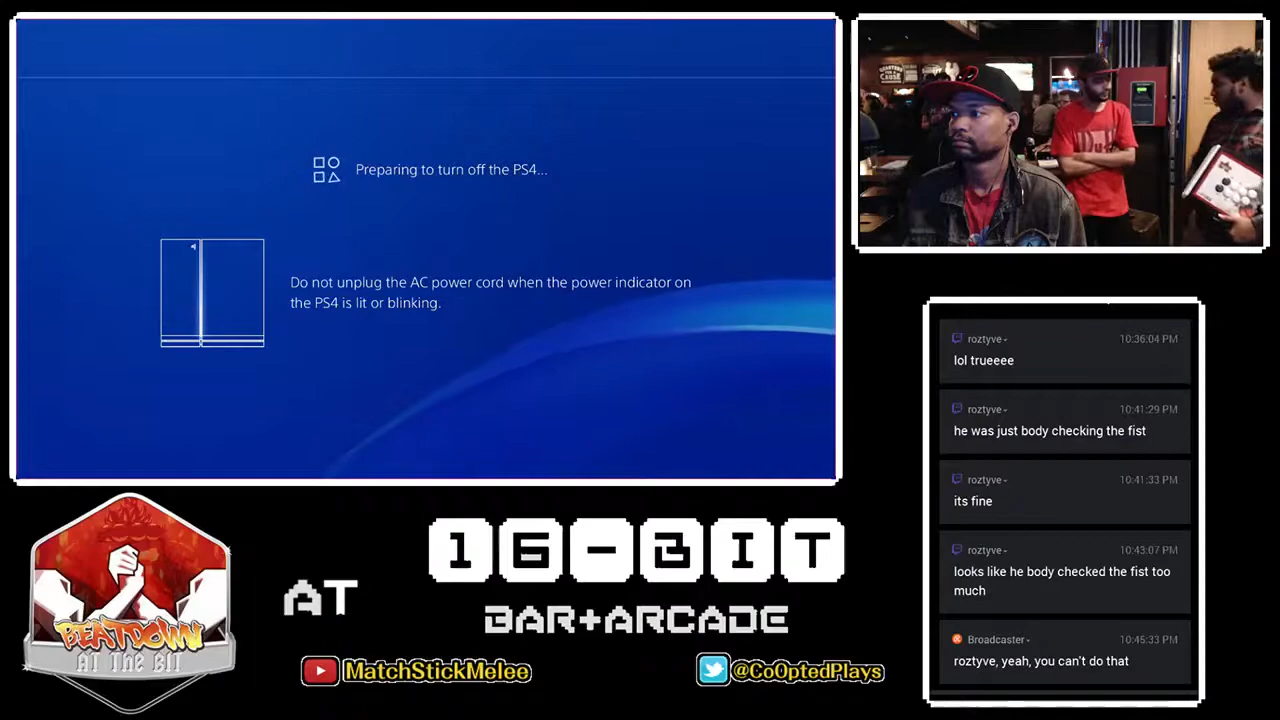 Preparing to turn off the PS4...
Do not unplug the AC power cord when the power indicator on
the PS4 is lit or blinking.
roztyve-
10:36:04 PM
lol trueeee
roztyve-
10:41:29 PM
he was just body checking the fist
roztyve-
10:41:33 PM
its fine
roztyve-
10:43:07 PM
looks like he body checked the fist too
much
Broadcaster-
10:45:33 PM
roztyve, yeah, you can't do that
BEATDOWN
AT THE BIT
AT
16-BIT
BAR+ARCADE
MatchStickMelee
@CoOptedPlays